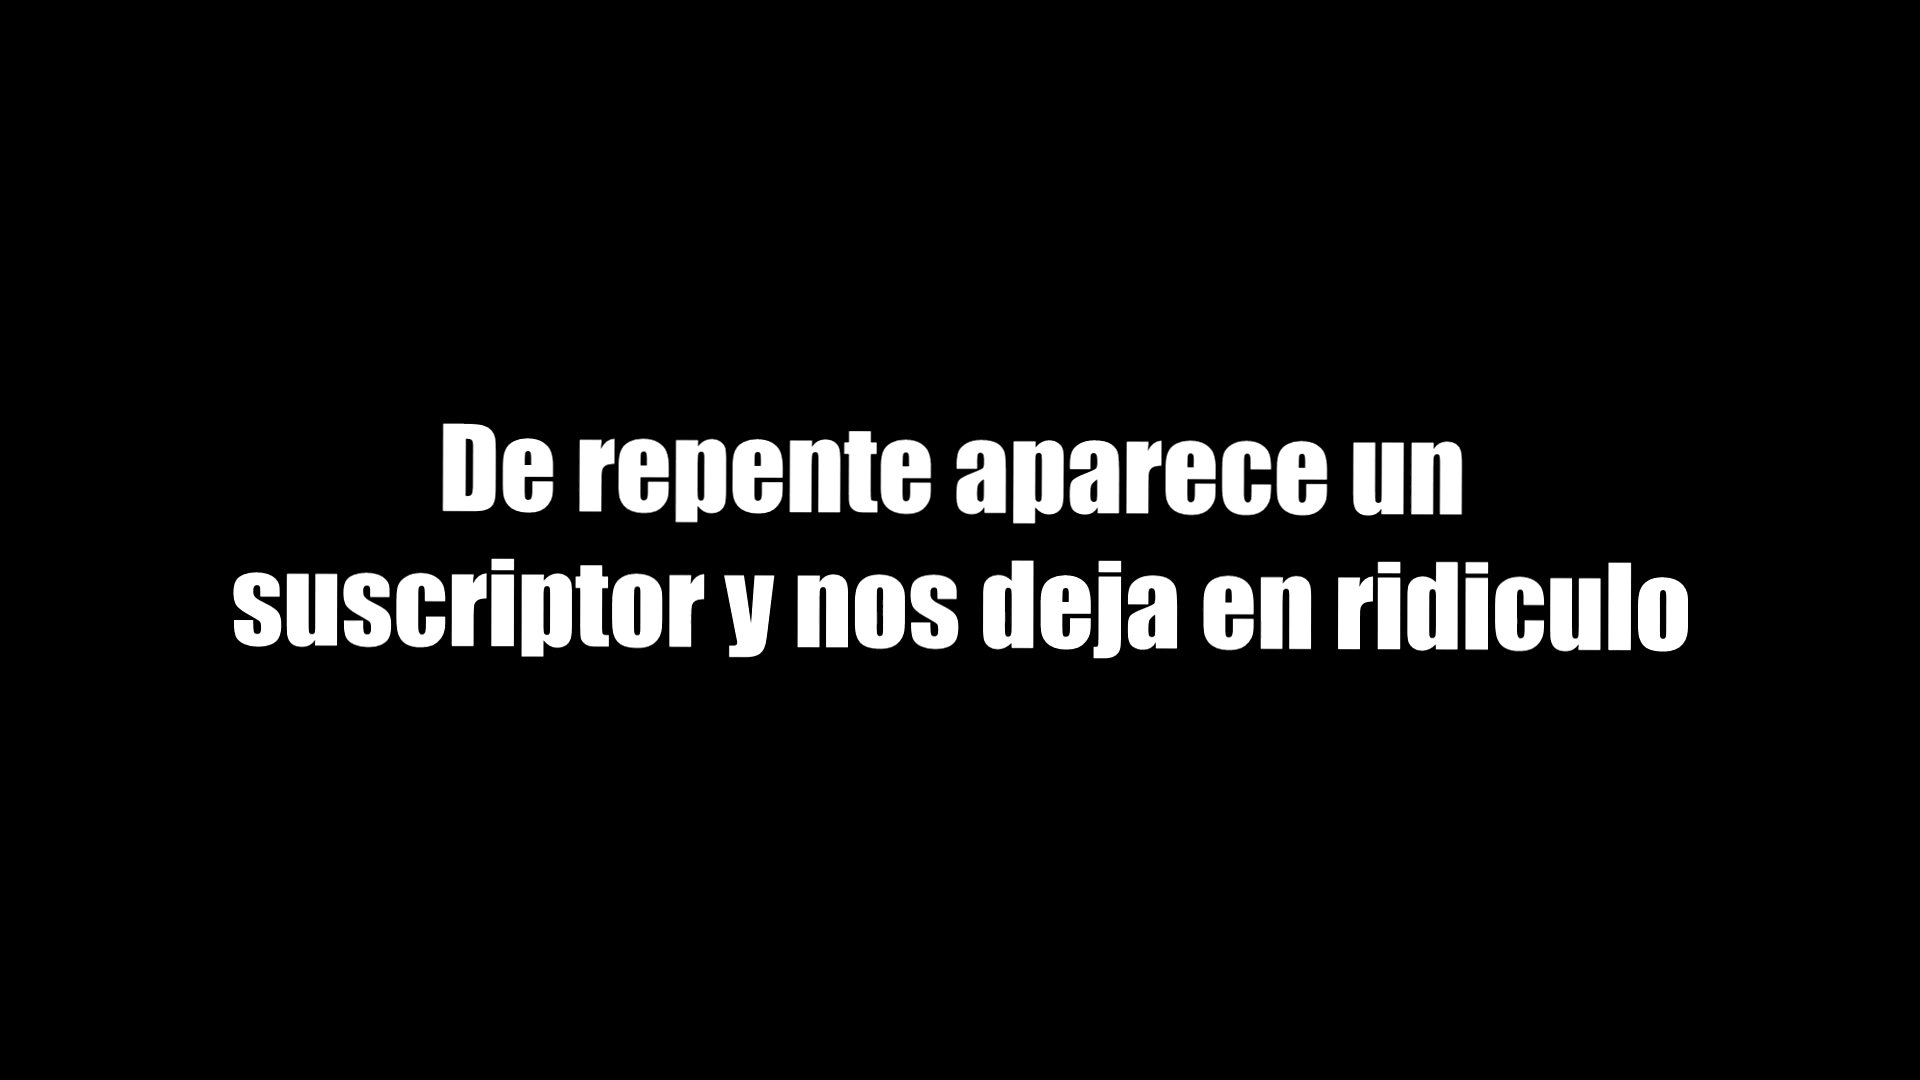 De repente aparece un
suscriptor y nos deja en ridiculo